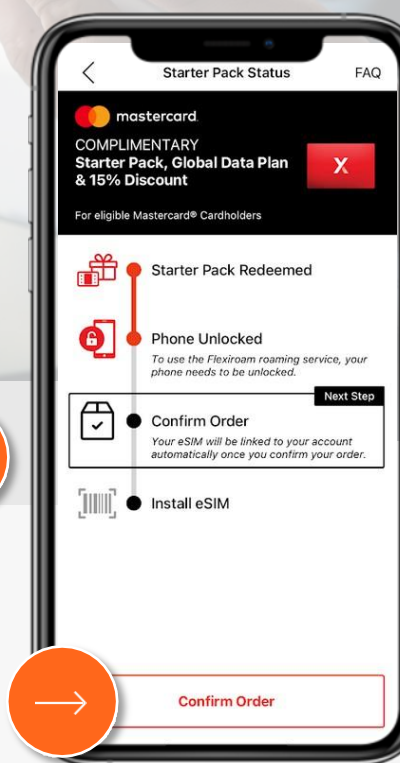 Starter Pack Status
FAQ
mastercard.
COMPLIMENTARY
Starter Pack, Global Data Plan
& 15% Discount
X
For eligible Mastercard® Cardholders
Starter Pack Redeemed
Phone Unlocked
To use the Flexiroam roaming service, your
phone needs to be unlocked.
Next Step
Confirm Order
Your eSIM will be linked to your account
automatically once you confirm your order.
Install eSIM
Confirm Order